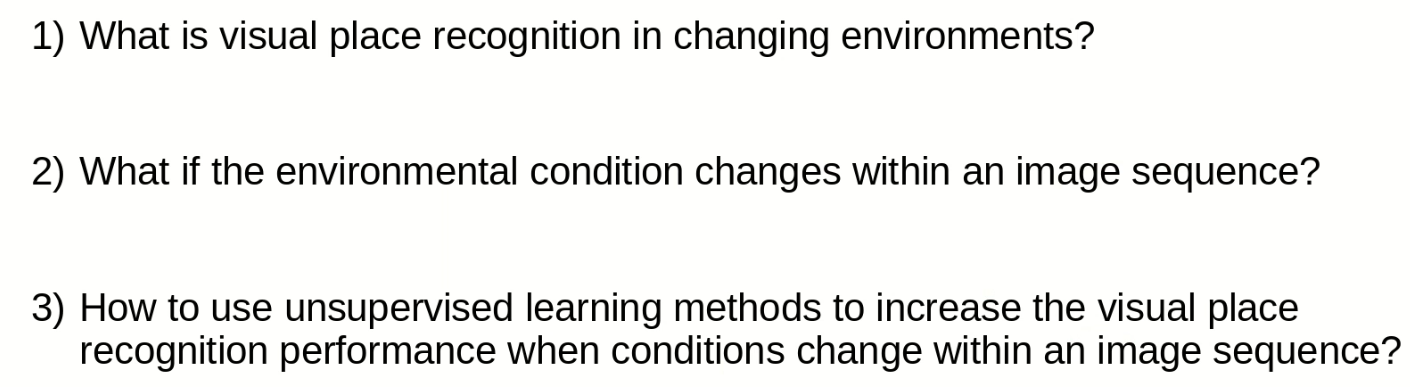 1) What is visual place recognition in changing environments?
2) What if the environmental condition changes within an image sequence?
3) How to use unsupervised learning methods to increase the visual place
recognition performance when conditions change within an image sequence?